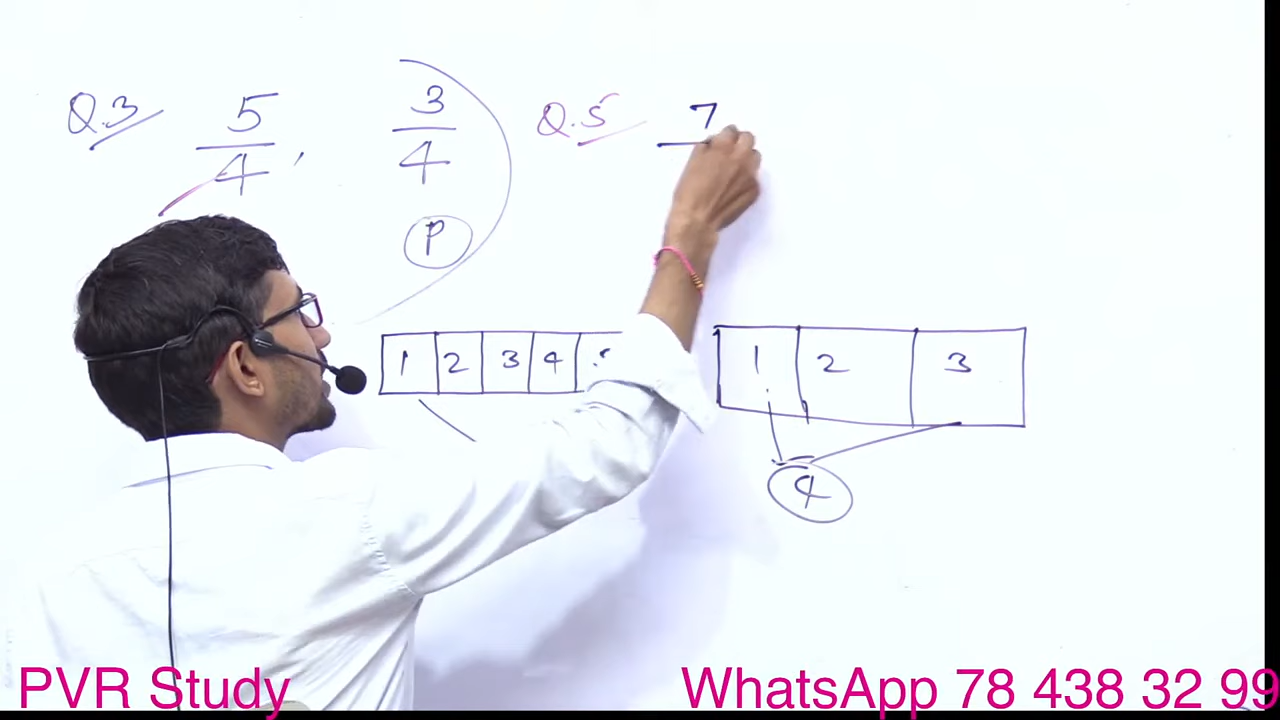 Q.3 5/4, 3/4 Q.5 7
P
1 2 3 4 1 2 3
4
PVR Study WhatsApp 78 438 32 99